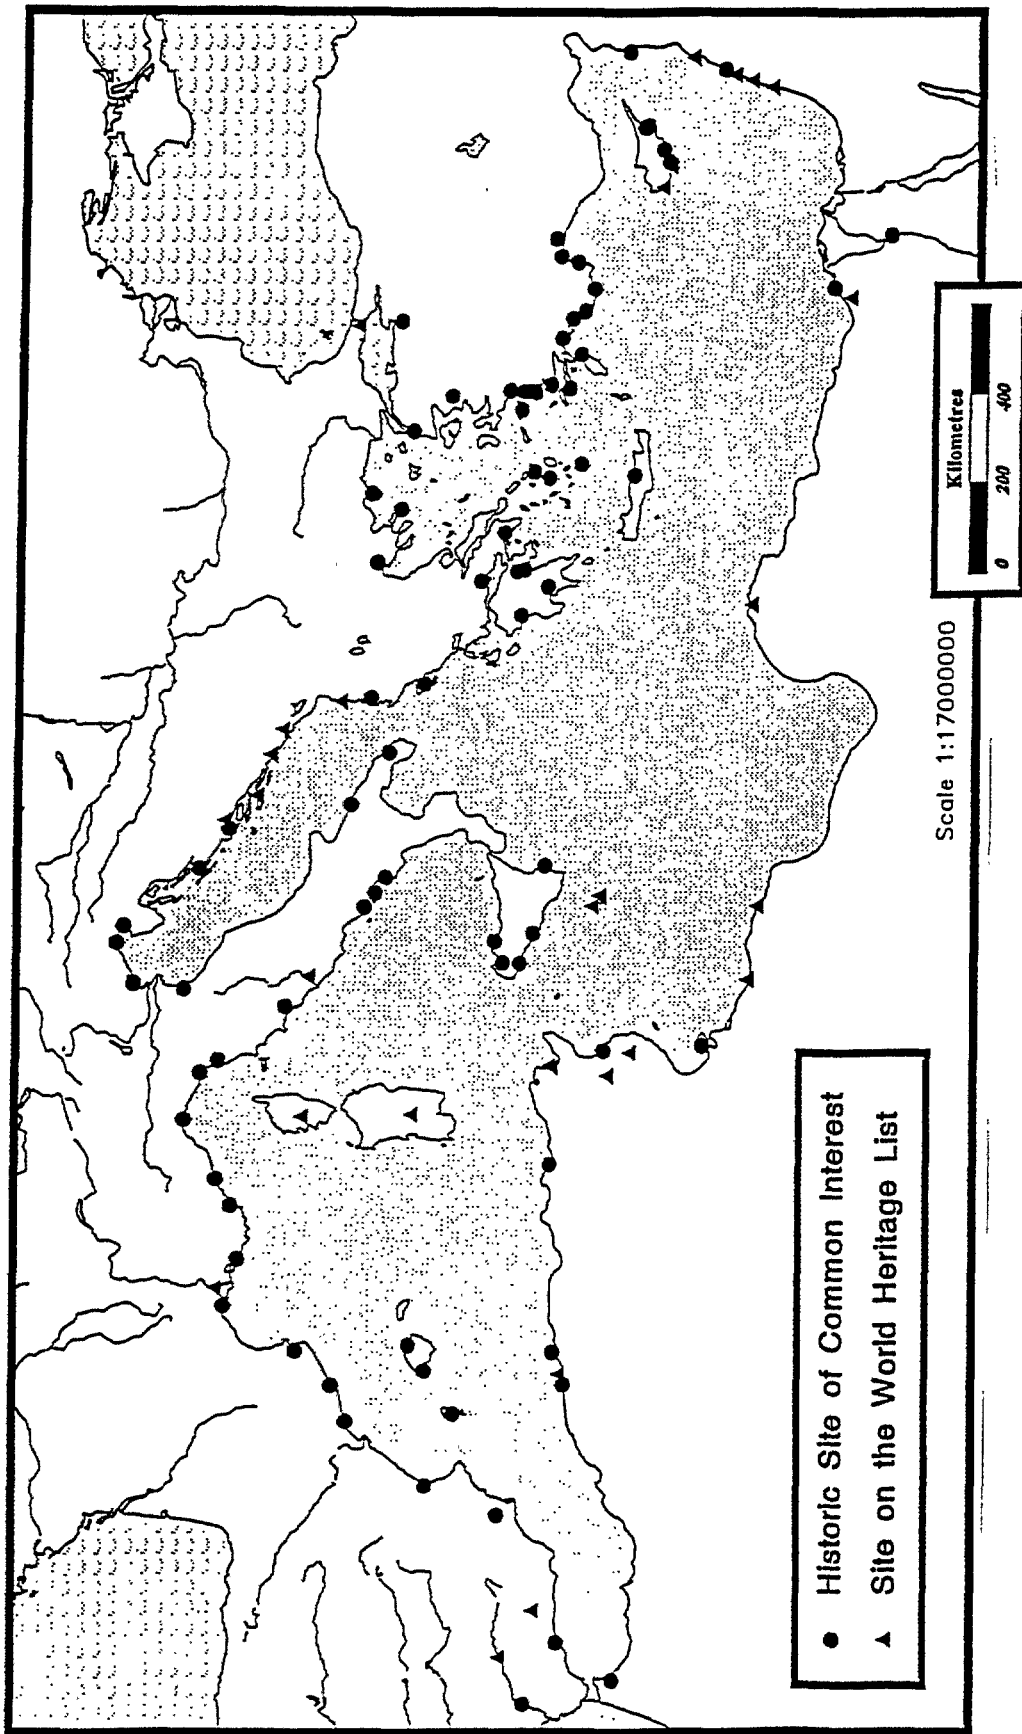 Historic Site of Common Interest
Site on the World Heritage List
Scale 1:17000000
Kilometres
0 200 400